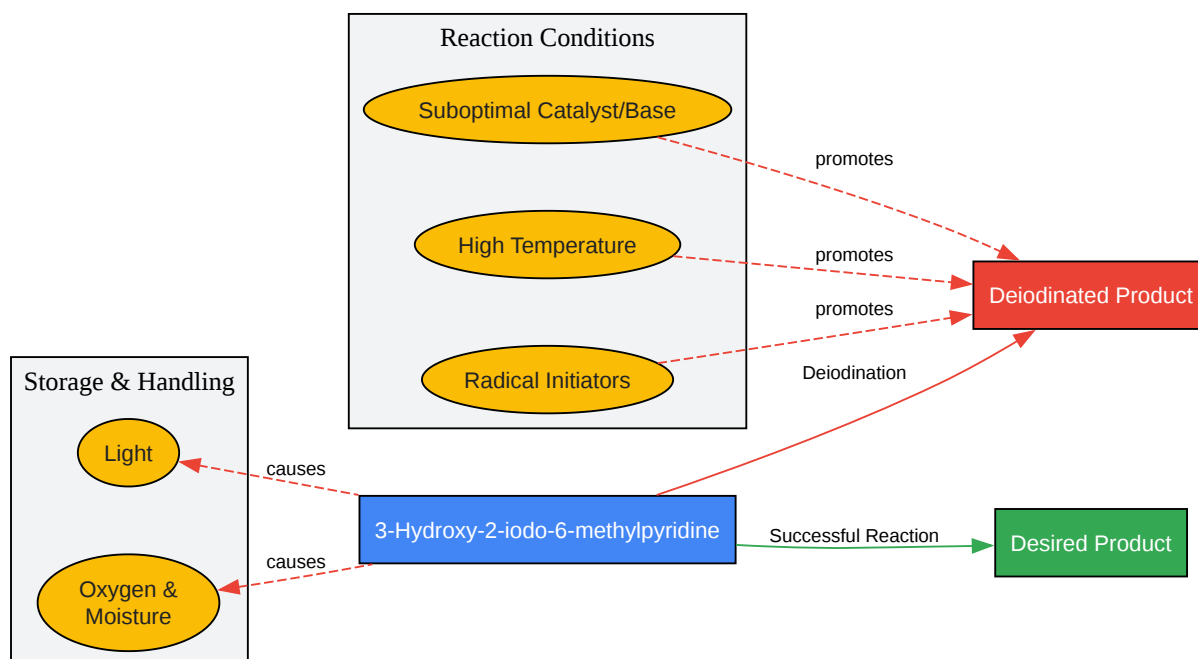 Reaction Conditions
Suboptimal Catalyst/Base
promotes
High Temperature
promotes
Deiodinated Product
promotes
Radical Initiators
Deiodination
Storage & Handling
Light
causes
3-Hydroxy-2-iodo-6-methylpyridine
Successful Reaction
Desired Product
causes
Oxygen &
Moisture